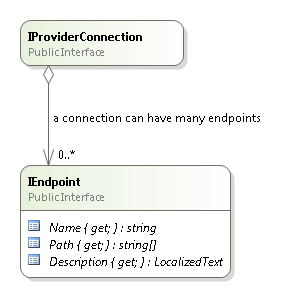 IProviderConnection
PublicInterface
a connection can have many endpoints
0..*
IEndpoint
PublicInterface
Name { get; } : string
Path { get; } : string[]
Description { get; } : LocalizedText